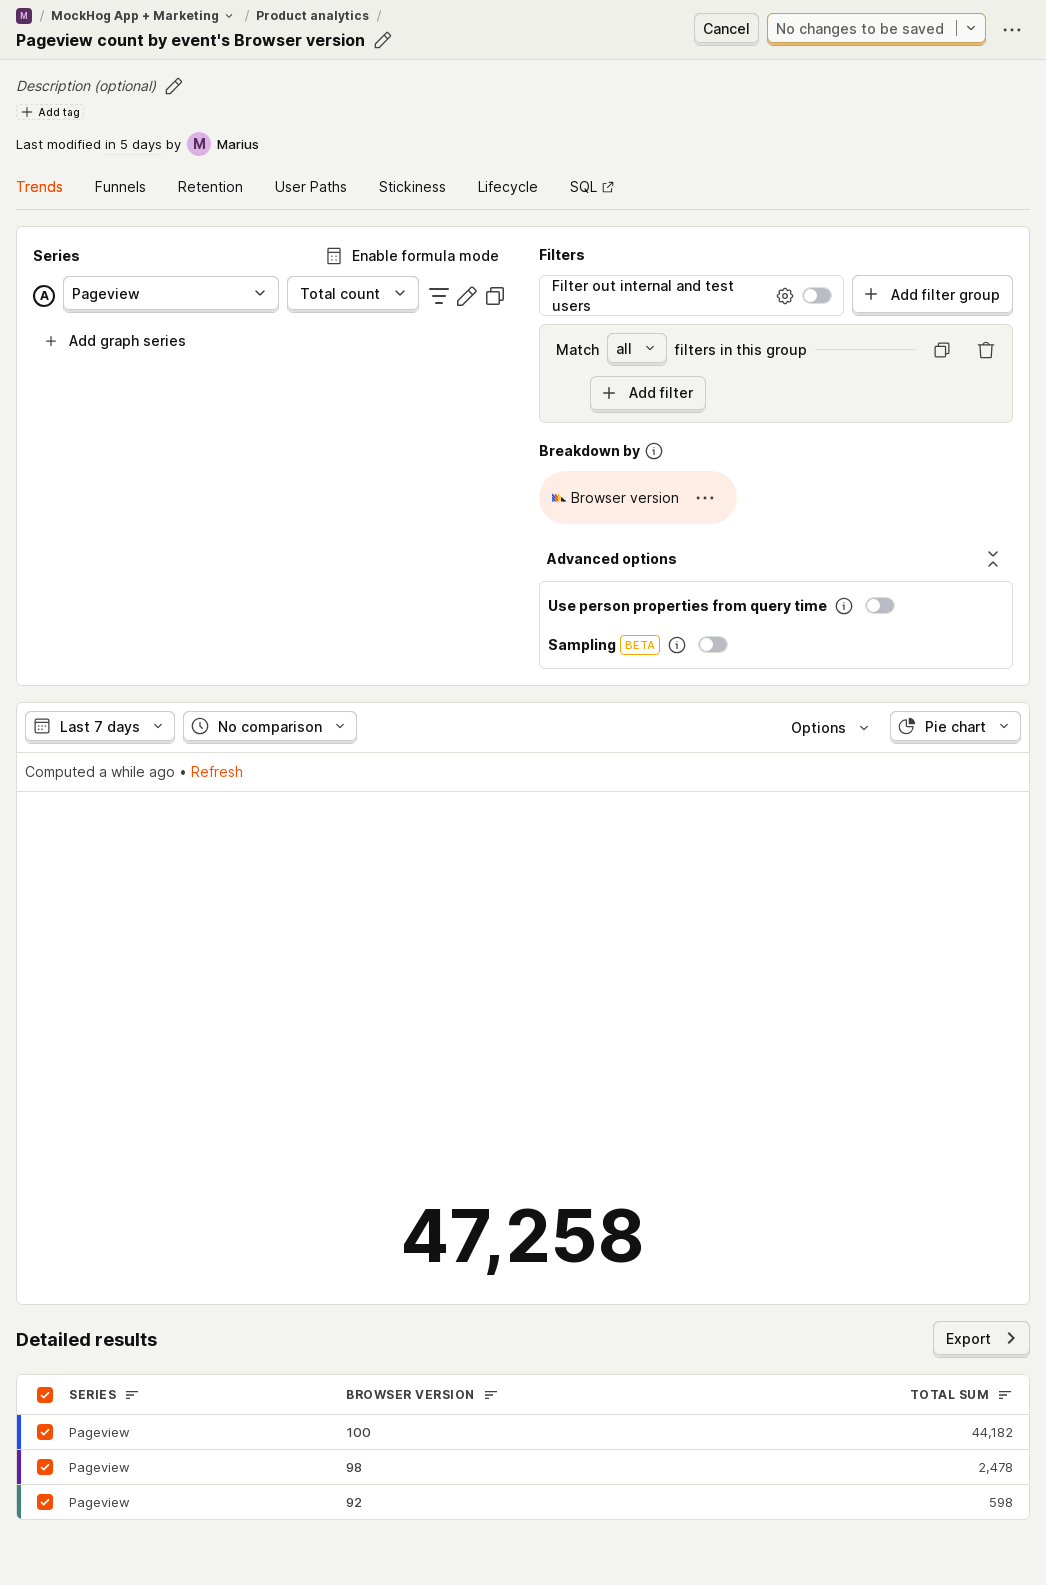 M / MockHog App + Marketing / Product analytics /
Pageview count by event's Browser version
Cancel
No changes to be saved
Description (optional)
Add tag
Last modified in 5 days by M Marius
Trends Funnels Retention User Paths Stickiness Lifecycle SQL
Series
Enable formula mode
A Pageview Total count
Add graph series
Filters
Filter out internal and test
users
Add filter group
Match all filters in this group
Add filter
Breakdown by
Browser version
Advanced options
Use person properties from query time
Sampling BETA
Last 7 days No comparison Options Pie chart
Computed a while ago • Refresh
47,258
Detailed results
Export
SERIES BROWSER VERSION TOTAL SUM
Pageview 100 44,182
Pageview 98 2,478
Pageview 92 598